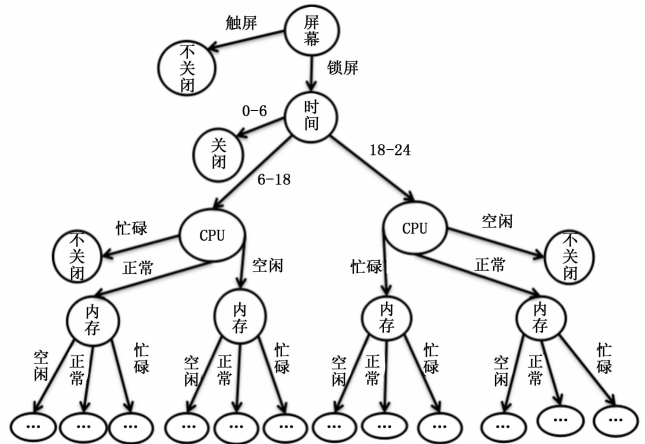 触屏
屏幕
不关闭
锁屏
0-6
时间
关闭
18-24
6-18
忙碌
CPU
CPU
空闲
不关闭
正常
空闲
忙碌
正常
不关闭
内存
内存
内存
内存
空闲
正常
忙碌
空闲
正常
忙碌
空闲
正常
忙碌
空闲
正常
忙碌
...
...
...
...
...
...
...
...
...
...
...
...